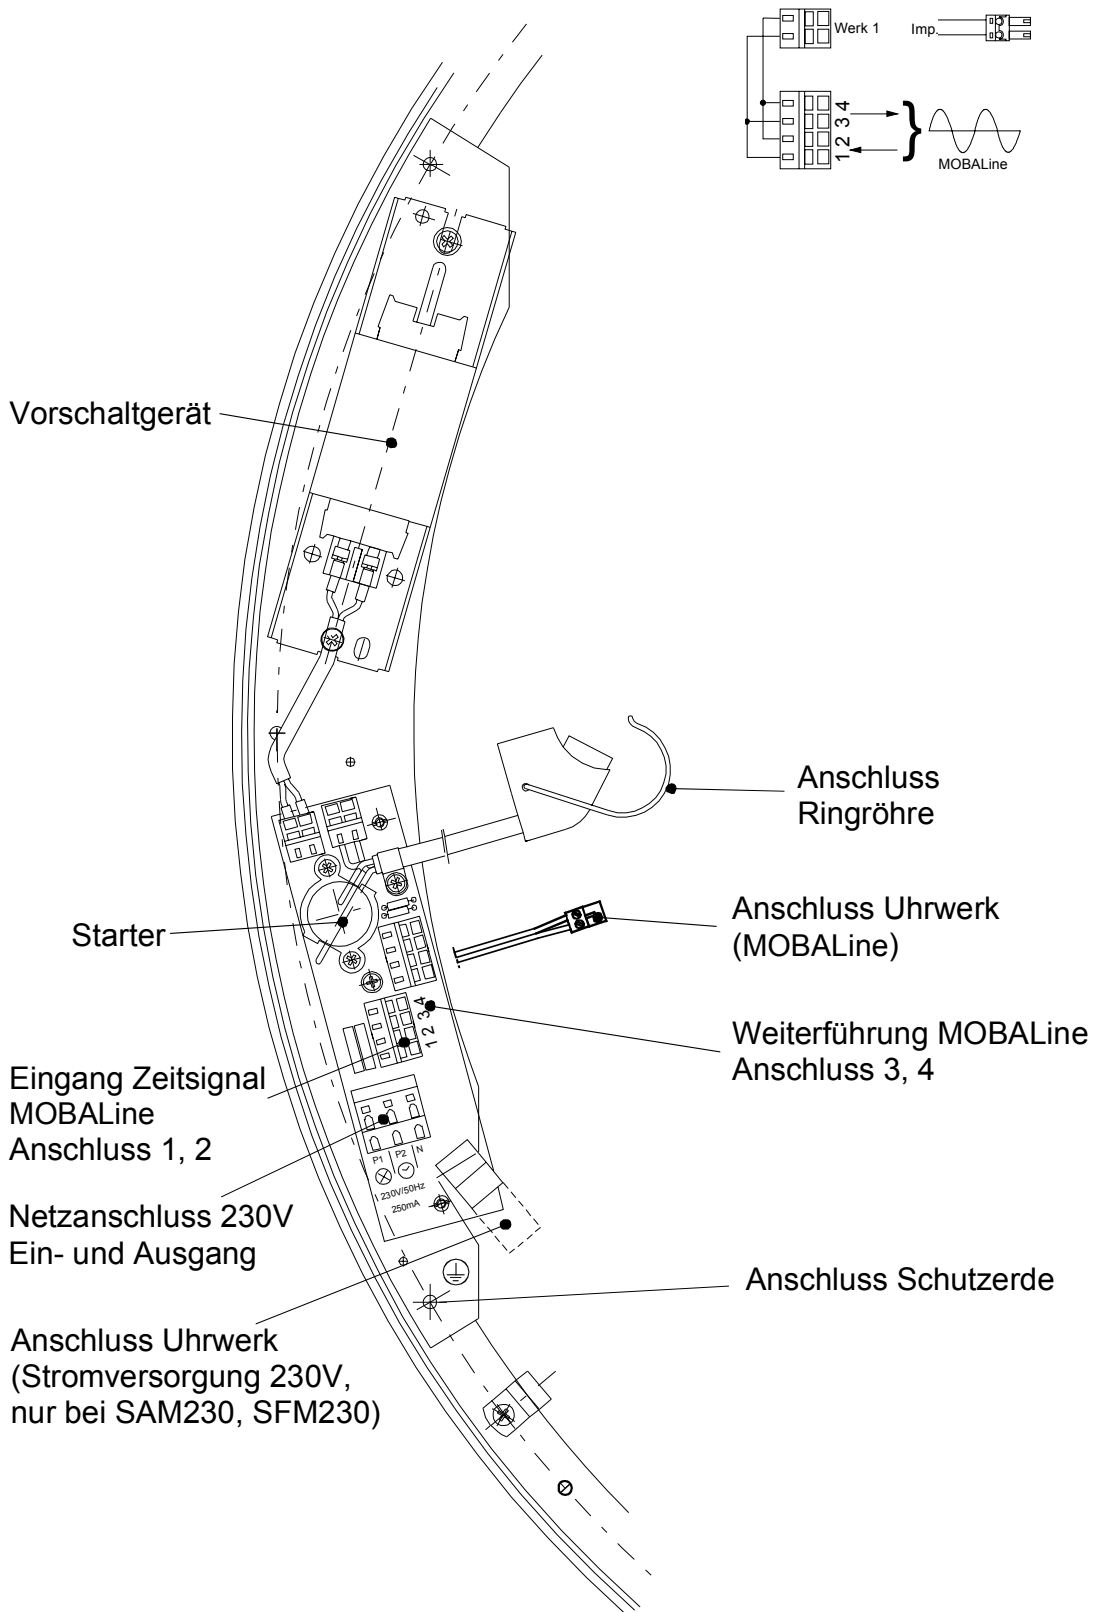 Werk 1
Imp.
1 2 3 4
MOBALine
Vorschaltgerät
Anschluss
Ringröhre
Starter
Anschluss Uhrwerk
(MOBALine)
1 2 3 4
Weiterführung MOBALine
Anschluss 3, 4
Eingang Zeitsignal
MOBALine
Anschluss 1, 2
P1 P2 N
230V/50Hz
250mA
Netzanschluss 230V
Ein- und Ausgang
Anschluss Schutzerde
Anschluss Uhrwerk
(Stromversorgung 230V,
nur bei SAM230, SFM230)